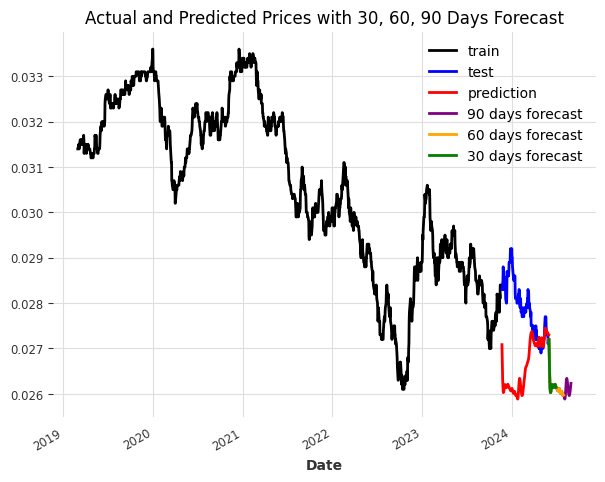 Actual and Predicted Prices with 30, 60, 90 Days Forecast
train
test
prediction
90 days forecast
60 days forecast
30 days forecast
0.033
0.032
0.031
0.030
0.029
0.028
0.027
0.026
2019
2020
2021
2022
2023
2024
Date